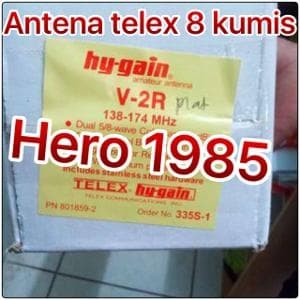 Antena telex 8 kumis
hy-gain
amateur antenna
V-2R plat
138-174 MHz
• Dual 5/8-wave
Hero 1985
Includes stainless steel hardware
TELEX hy-gain
TELEX COMMUNICATIONS, INC.
PN 801859-2
Order No. 335S-1